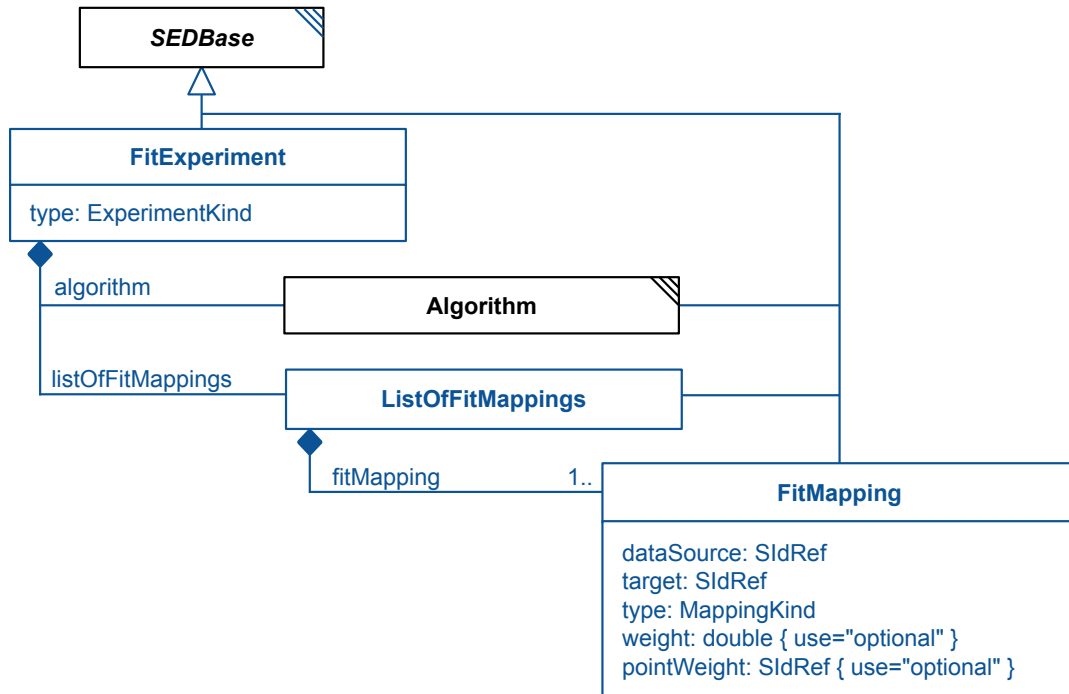 SEDBase
FitExperiment
type: ExperimentKind
algorithm
Algorithm
listOfFitMappings
ListOfFitMappings
fitMapping
1..
FitMapping
dataSource: SIdRef
target: SIdRef
type: MappingKind
weight: double { use="optional" }
pointWeight: SIdRef { use="optional" }